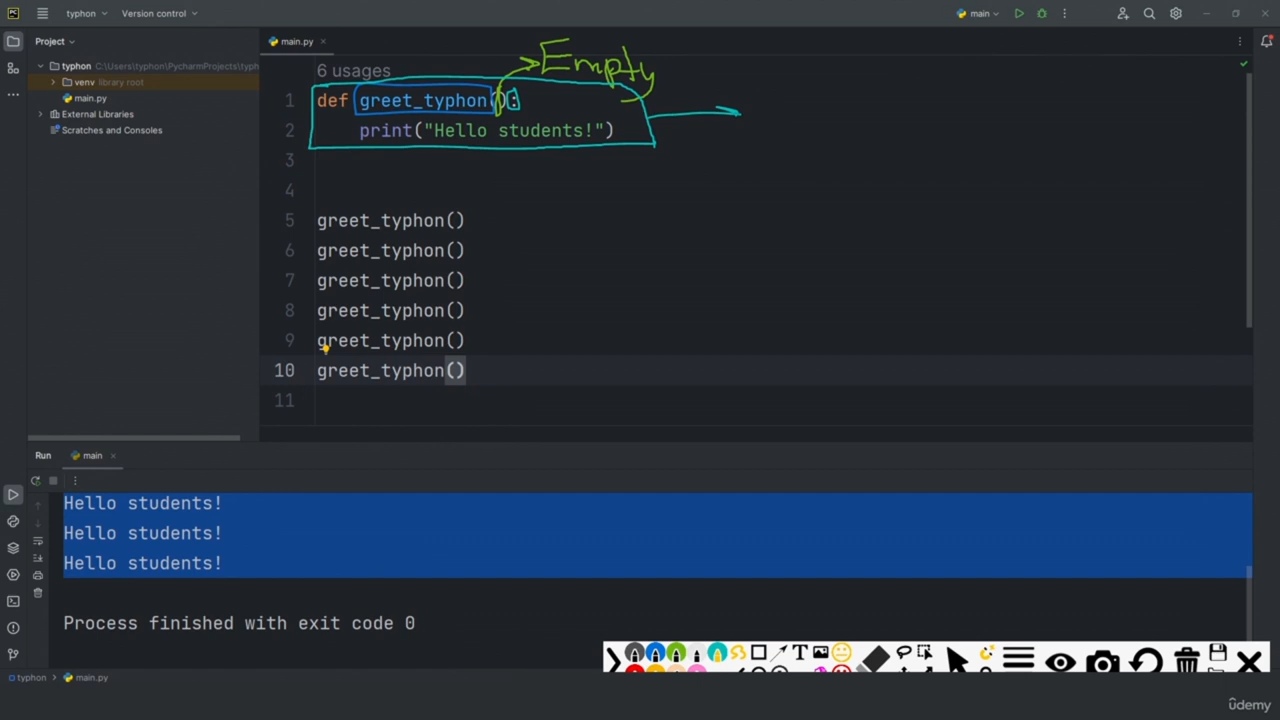 typhon
Version control
main
Project
main.py
typhon C:\Users\typhon\PycharmProjects\typh
venv library root
main.py
External Libraries
Scratches and Consoles
6 usages
Empty
1 def greet_typhon():
2 print("Hello students!")
3
4
5 greet_typhon()
6 greet_typhon()
7 greet_typhon()
8 greet_typhon()
9 greet_typhon()
10 greet_typhon()
11
Run main
Hello students!
Hello students!
Hello students!
Process finished with exit code 0
T
typhon > main.py
ûdemy